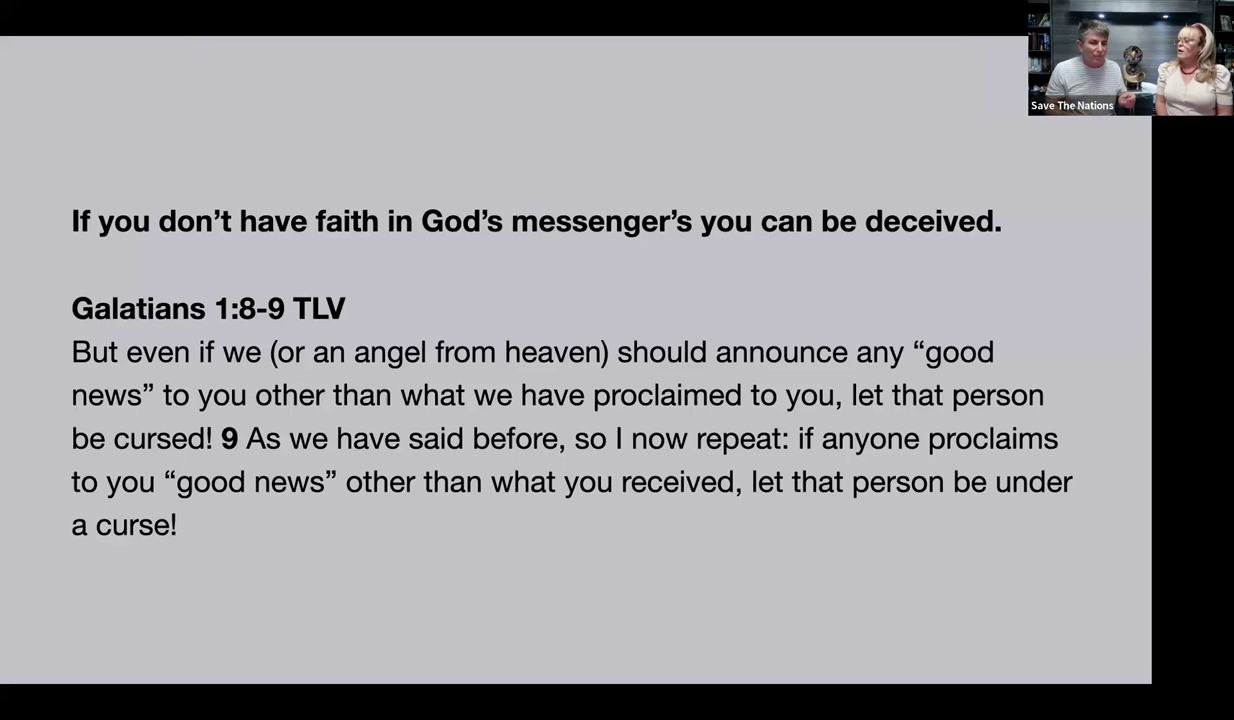 Save The Nations
If you don’t have faith in God’s messenger’s you can be deceived.
Galatians 1:8-9 TLV
But even if we (or an angel from heaven) should announce any “good
news” to you other than what we have proclaimed to you, let that person
be cursed! 9 As we have said before, so I now repeat: if anyone proclaims
to you “good news” other than what you received, let that person be under
a curse!